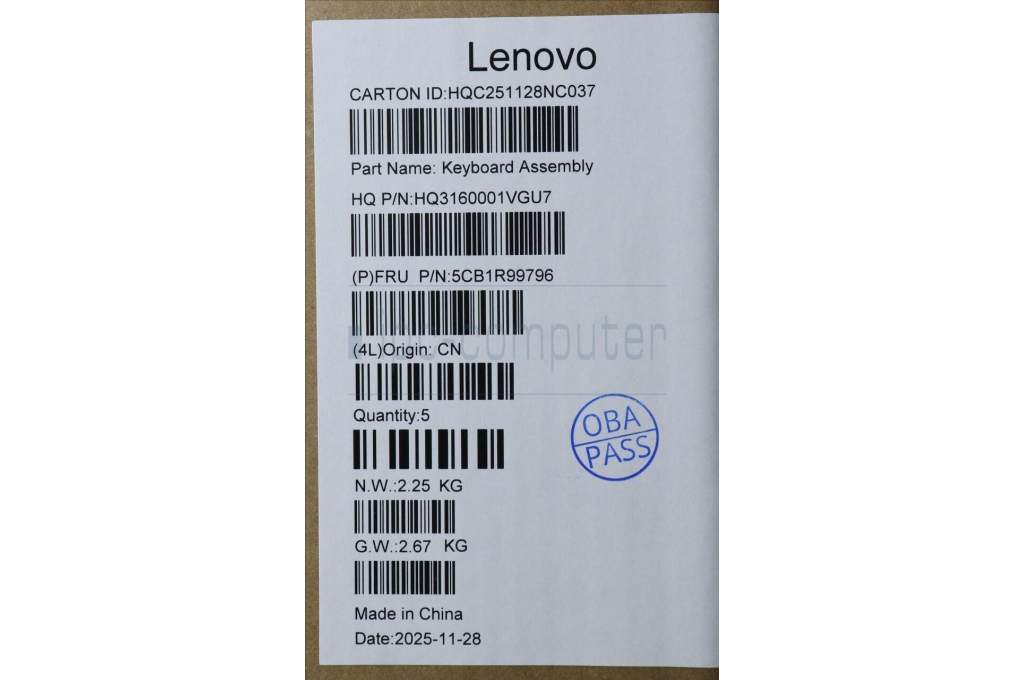 Lenovo
CARTON ID:HQC251128NC037
Part Name: Keyboard Assembly
HQ P/N:HQ3160001VGU7
(P)FRU P/N:5CB1R99796
-computer
(4L)Origin: CN
Quantity:5
OBA
PASS
N.W.:2.25 KG
G.W.:2.67 KG
Made in China
Date:2025-11-28